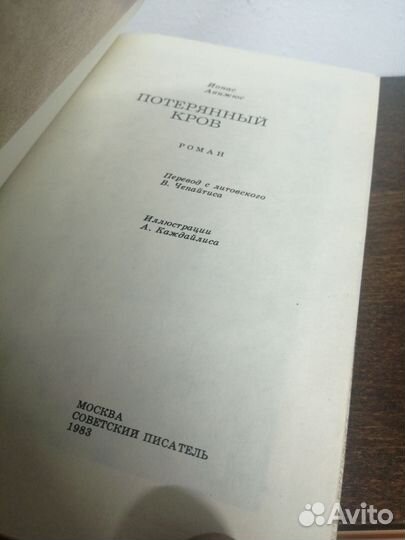 Йонас
Авижюс
ПОТЕРЯННЫЙ
КРОВ
РОМАН
Перевод с литовского
В. Чепайтиса
Иллюстрации
А. Каждайлиса
МОСКВА
СОВЕТСКИЙ ПИСАТЕЛЬ
1983
Avito